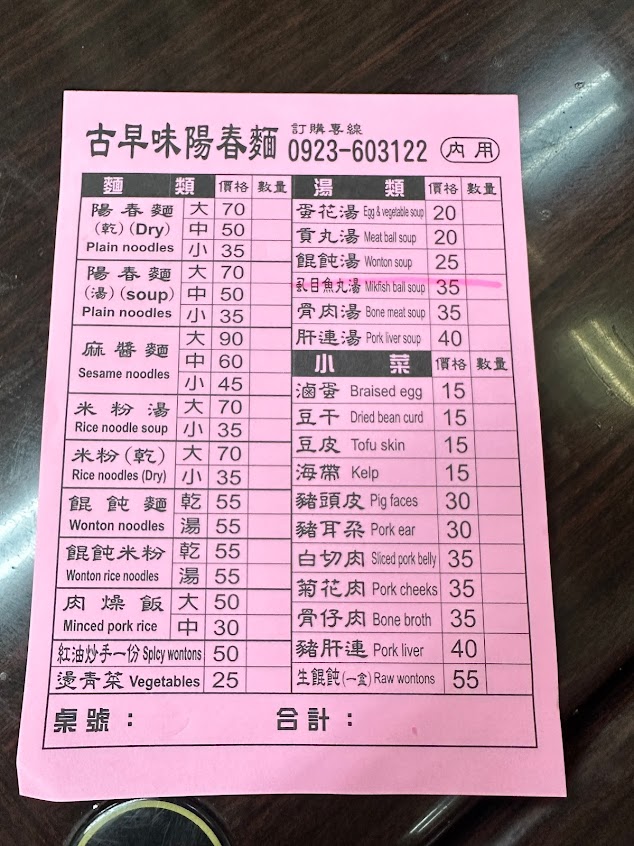 古早味陽春麵 訂購專線 0923-603122 內用
麵類 價格 數量
陽春麵 (乾) (Dry) Plain noodles 大 70
中 50
小 35
陽春麵 (湯) (soup) Plain noodles 大 70
中 50
小 35
麻醬麵 Sesame noodles 大 90
中 60
小 45
米粉湯 Rice noodle soup 大 70
小 35
米粉(乾) Rice noodles (Dry) 大 70
小 35
餛飩麵 Wonton noodles 乾 55
湯 55
餛飩米粉 Wonton rice noodles 乾 55
湯 55
肉燥飯 Minced pork rice 大 50
中 30
紅油炒手一份 Splcy wontons 50
燙青菜 Vegetables 25
湯類 價格 數量
蛋花湯 Egg & vegetable soup 20
貢丸湯 Meat ball soup 20
餛飩湯 Wonton soup 25
虱目魚丸湯 Mikfish ball soup 35
骨肉湯 Bone meat soup 35
肝連湯 Pork liver soup 40
小菜 價格 數量
滷蛋 Braised egg 15
豆干 Dried bean curd 15
豆皮 Tofu skin 15
海帶 Kelp 15
豬頭皮 Pig faces 30
豬耳朵 Pork ear 30
白切肉 Sliced pork belly 35
菊花肉 Pork cheeks 35
骨仔肉 Bone broth 35
豬肝連 Pork liver 40
生餛飩(一盒) Raw wontons 55
桌號： 合計：